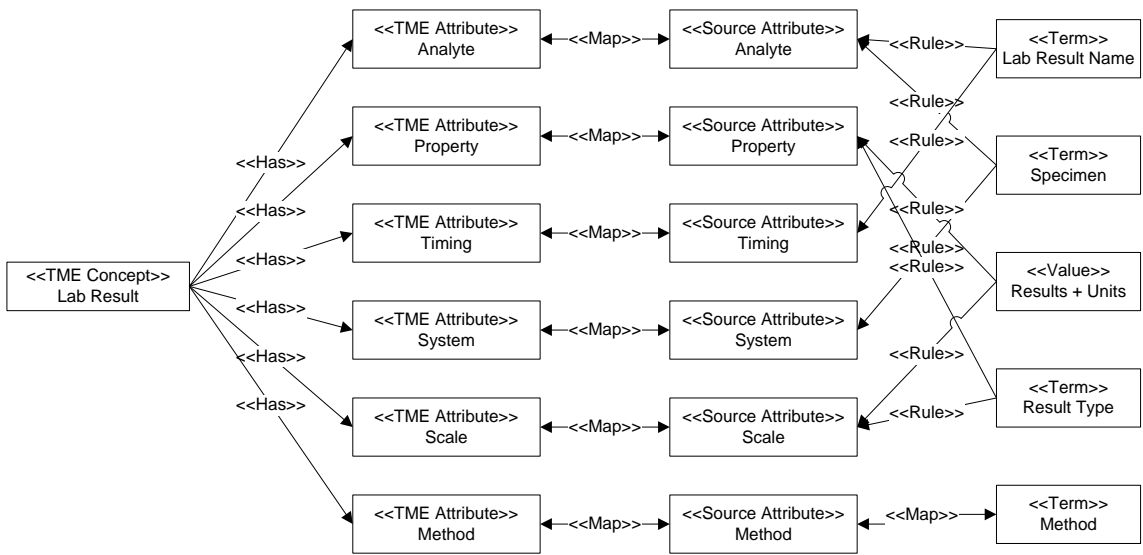 <<TME Attribute>>
Analyte
<<Map>>
<<Source Attribute>>
Analyte
<<Rule>>
<<Term>>
Lab Result Name
<<Rule>>
<<TME Attribute>>
Property
<<Map>>
<<Source Attribute>>
Property
<<Rule>>
<<Term>>
Specimen
<<Has>>
<<Has>>
<<Rule>>
<<TME Attribute>>
Timing
<<Map>>
<<Source Attribute>>
Timing
<<Rule>>
<<Has>>
<<Rule>>
<<TME Concept>>
Lab Result
<<Value>>
Results + Units
<<Has>>
<<TME Attribute>>
System
<<Map>>
<<Source Attribute>>
System
<<Has>>
<<Rule>>
<<Has>>
<<TME Attribute>>
Scale
<<Map>>
<<Source Attribute>>
Scale
<<Rule>>
<<Term>>
Result Type
<<TME Attribute>>
Method
<<Map>>
<<Source Attribute>>
Method
<<Map>>
<<Term>>
Method